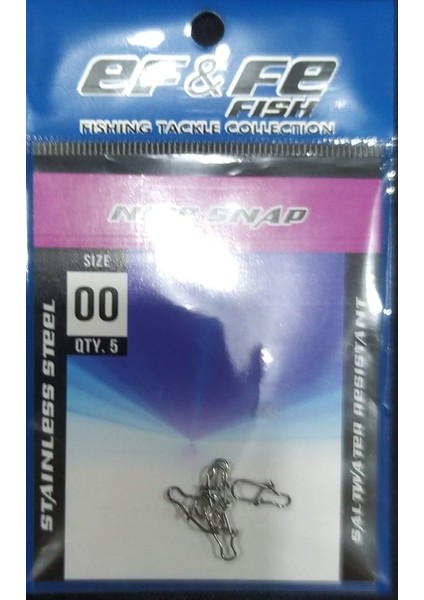 EF & FE
FISH
FISHING TACKLE COLLECTION
SNAP
SIZE
00
QTY. 5
STAINLESS STEEL
SALTWATER RESISTANT